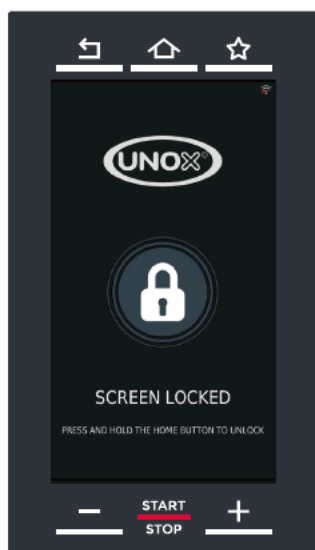 UNOX®
SCREEN LOCKED
PRESS AND HOLD THE HOME BUTTON TO UNLOCK
START
STOP